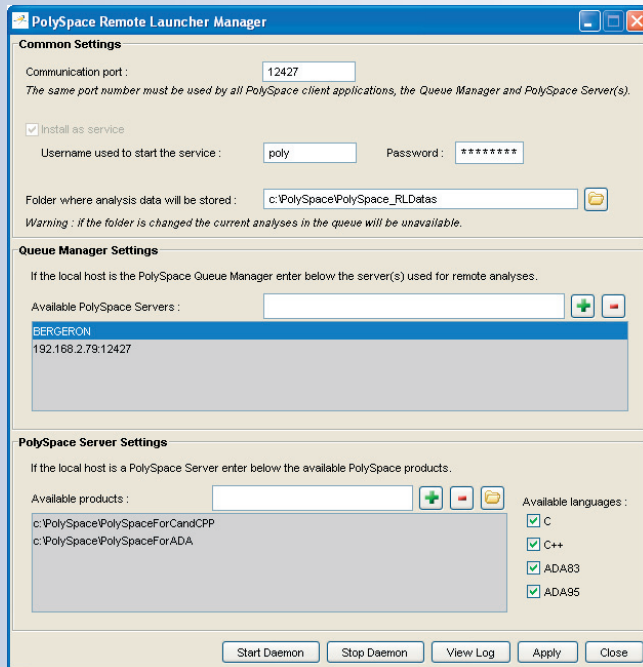 PolySpace Remote Launcher Manager
Common Settings
Communication port : 12427
The same port number must be used by all PolySpace client applications, the Queue Manager and PolySpace Server(s).
Install as service
Username used to start the service : poly Password : ********
Folder where analysis data will be stored : c:\PolySpace\PolySpace_RLDatas
Warning : if the folder is changed the current analyses in the queue will be unavailable.
Queue Manager Settings
If the local host is the PolySpace Queue Manager enter below the server(s) used for remote analyses.
Available PolySpace Servers :
BERGERON
192.168.2.79:12427
PolySpace Server Settings
If the local host is a PolySpace Server enter below the available PolySpace products.
Available products :
Available languages :
c:\PolySpace\PolySpaceForCandCPP
c:\PolySpace\PolySpaceForADA
C
C++
ADA83
ADA95
Start Daemon Stop Daemon View Log Apply Close